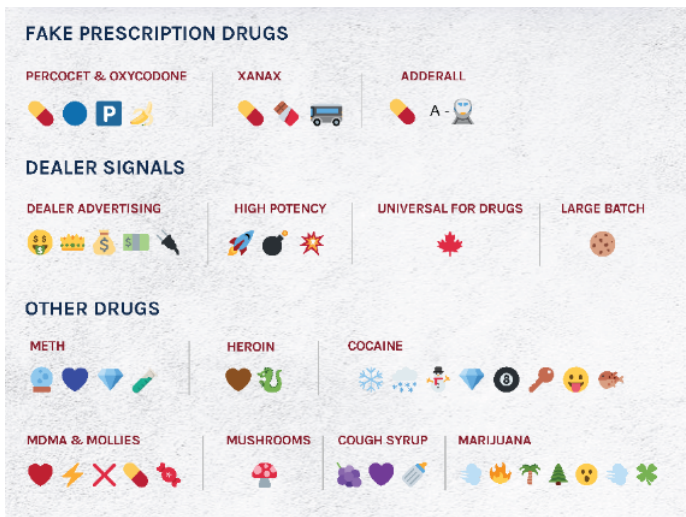 FAKE PRESCRIPTION DRUGS
PERCOCET & OXYCODONE XANAX ADDERALL
P A -
DEALER SIGNALS
DEALER ADVERTISING HIGH POTENCY UNIVERSAL FOR DRUGS LARGE BATCH
OTHER DRUGS
METH HEROIN COCAINE
8
MDMA & MOLLIES MUSHROOMS COUGH SYRUP MARIJUANA